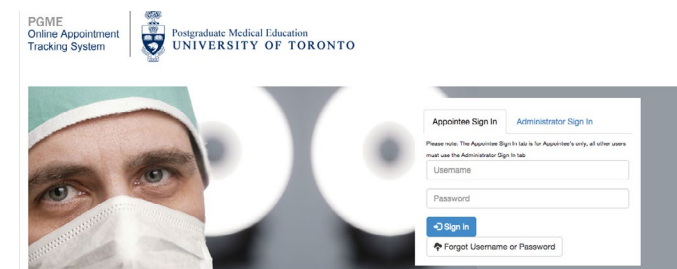 PGME
Online Appointment
Tracking System
Postgraduate Medical Education
UNIVERSITY OF TORONTO
Appointee Sign In
Administrator Sign In
Please note: The Appointee Sign In tab is for Appointee's only, all other users
must use the Administrator Sign In tab
Username
Password
Sign in
Forgot Username or Password